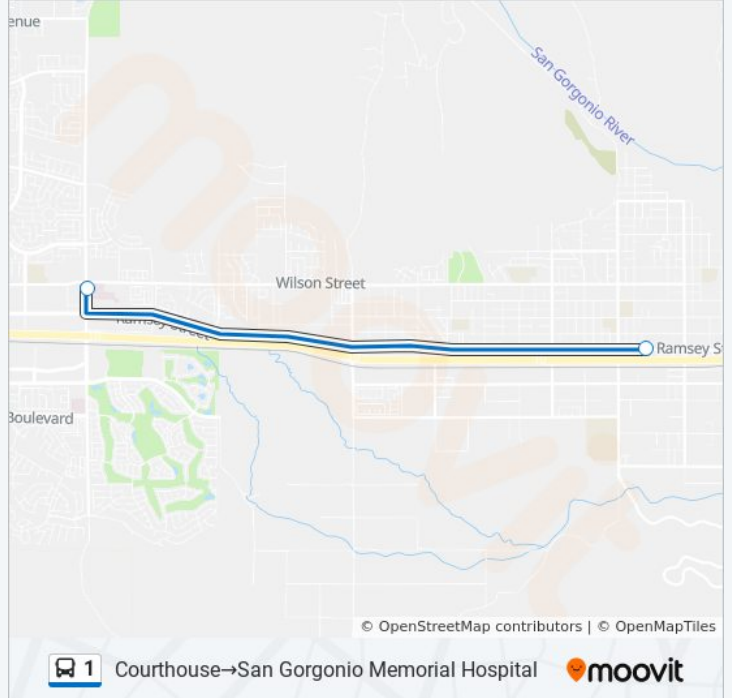 enue
San Gorgonio River
Wilson Street
Ramsey Street
Ramsey S
Boulevard
moovit
© OpenStreetMap contributors | © OpenMapTiles
1 Courthouse→San Gorgonio Memorial Hospital moovit